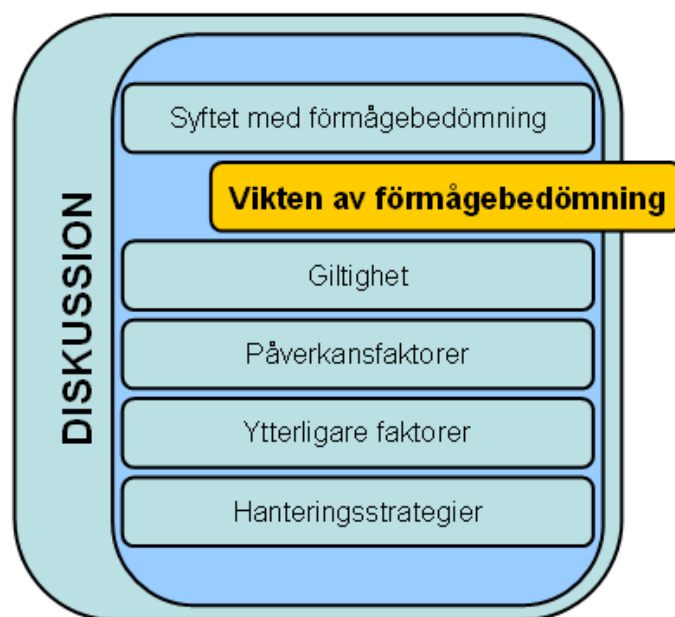 DISKUSSION
Syftet med förmågebedömning
Vikten av förmågebedömning
Giltighet
Påverkansfaktorer
Ytterligare faktorer
Hanteringsstrategier